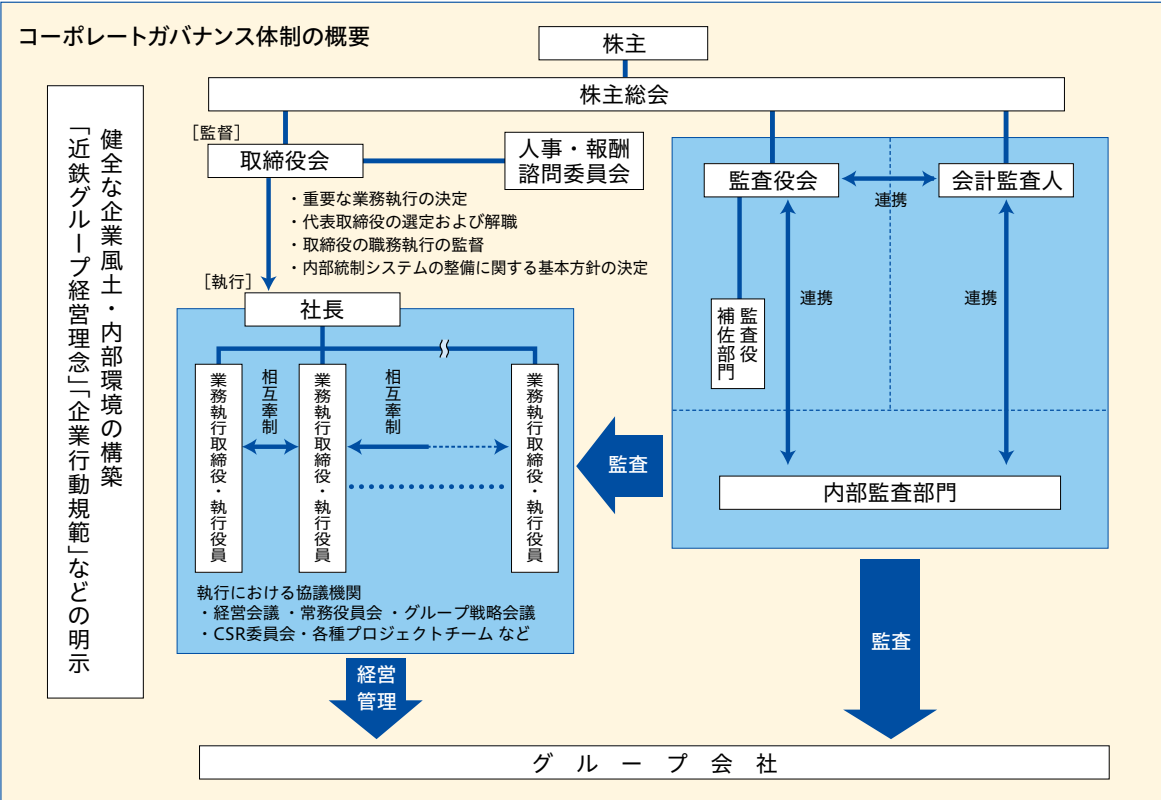 コーポレートガバナンス体制の概要
株主
株主総会
健全な企業風土・内部環境の構築
「近鉄グループ経営理念」「企業行動規範」などの明示
［監督］
取締役会
人事・報酬
諮問委員会
・重要な業務執行の決定
・代表取締役の選定および解職
・取締役の職務執行の監督
・内部統制システムの整備に関する基本方針の決定
［執行］
社長
業務執行取締役・執行役員
相互牽制
業務執行取締役・執行役員
相互牽制
業務執行取締役・執行役員
執行における協議機関
・経営会議 ・常務役員会 ・グループ戦略会議
・CSR委員会・各種プロジェクトチーム など
監査役会
連携
会計監査人
監査役
補佐部門
連携
連携
内部監査部門
監査
監査
経営
管理
グループ会社